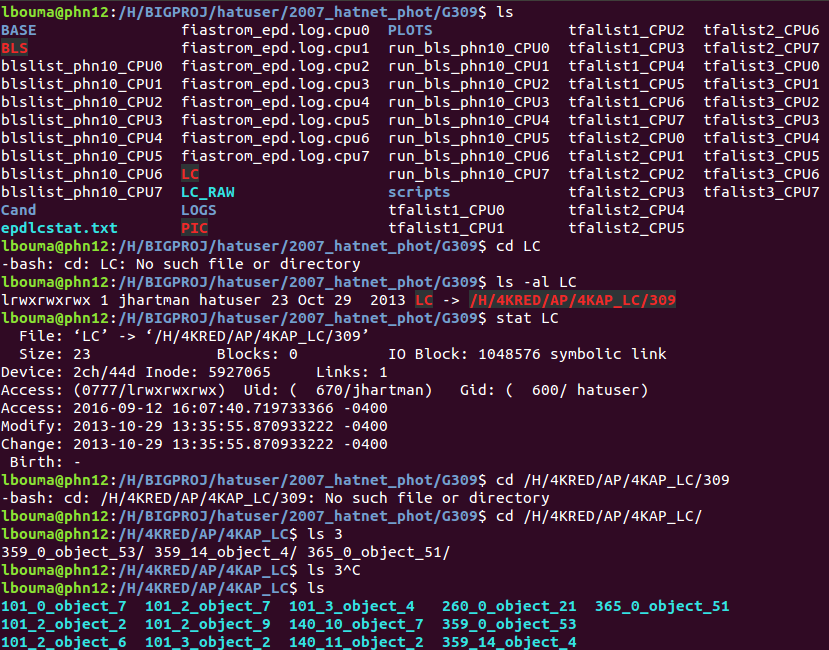 lbouma@phn12:/H/BIGPROJ/hatuser/2007_hatnet_phot/G309$ ls
BASE fiastrom_epd.log.cpu0 PLOTS tfalist1_CPU2 tfalist2_CPU6
BLS fiastrom_epd.log.cpu1 run_bls_phn10_CPU0 tfalist1_CPU3 tfalist2_CPU7
blslist_phn10_CPU0 fiastrom_epd.log.cpu2 run_bls_phn10_CPU1 tfalist1_CPU4 tfalist3_CPU0
blslist_phn10_CPU1 fiastrom_epd.log.cpu3 run_bls_phn10_CPU2 tfalist1_CPU5 tfalist3_CPU1
blslist_phn10_CPU2 fiastrom_epd.log.cpu4 run_bls_phn10_CPU3 tfalist1_CPU6 tfalist3_CPU2
blslist_phn10_CPU3 fiastrom_epd.log.cpu5 run_bls_phn10_CPU4 tfalist1_CPU7 tfalist3_CPU3
blslist_phn10_CPU4 fiastrom_epd.log.cpu6 run_bls_phn10_CPU5 tfalist2_CPU0 tfalist3_CPU4
blslist_phn10_CPU5 fiastrom_epd.log.cpu7 run_bls_phn10_CPU6 tfalist2_CPU1 tfalist3_CPU5
blslist_phn10_CPU6 LC run_bls_phn10_CPU7 tfalist2_CPU2 tfalist3_CPU6
blslist_phn10_CPU7 LC_RAW scripts tfalist2_CPU3 tfalist3_CPU7
Cand LOGS tfalist1_CPU0 tfalist2_CPU4
epdlcstat.txt PIC tfalist1_CPU1 tfalist2_CPU5
lbouma@phn12:/H/BIGPROJ/hatuser/2007_hatnet_phot/G309$ cd LC
-bash: cd: LC: No such file or directory
lbouma@phn12:/H/BIGPROJ/hatuser/2007_hatnet_phot/G309$ ls -al LC
lrwxrwxrwx 1 jhartman hatuser 23 Oct 29  2013 LC -> /H/4KRED/AP/4KAP_LC/309
lbouma@phn12:/H/BIGPROJ/hatuser/2007_hatnet_phot/G309$ stat LC
File: ‘LC’ -> ‘/H/4KRED/AP/4KAP_LC/309’
Size: 23 Blocks: 0 IO Block: 1048576 symbolic link
Device: 2ch/44d Inode: 5927065 Links: 1
Access: (0777/lrwxrwxrwx) Uid: ( 670/jhartman) Gid: ( 600/ hatuser)
Access: 2016-09-12 16:07:40.719733366 -0400
Modify: 2013-10-29 13:35:55.870933222 -0400
Change: 2013-10-29 13:35:55.870933222 -0400
Birth: -
lbouma@phn12:/H/BIGPROJ/hatuser/2007_hatnet_phot/G309$ cd /H/4KRED/AP/4KAP_LC/309
-bash: cd: /H/4KRED/AP/4KAP_LC/309: No such file or directory
lbouma@phn12:/H/BIGPROJ/hatuser/2007_hatnet_phot/G309$ cd /H/4KRED/AP/4KAP_LC/
lbouma@phn12:/H/4KRED/AP/4KAP_LC$ ls 3
359_0_object_53/ 359_14_object_4/ 365_0_object_51/
lbouma@phn12:/H/4KRED/AP/4KAP_LC$ ls 3^C
lbouma@phn12:/H/4KRED/AP/4KAP_LC$ ls
101_0_object_7 101_2_object_7 101_3_object_4 260_0_object_21 365_0_object_51
101_2_object_2 101_2_object_9 140_10_object_7 359_0_object_53
101_2_object_6 101_3_object_2 140_11_object_2 359_14_object_4